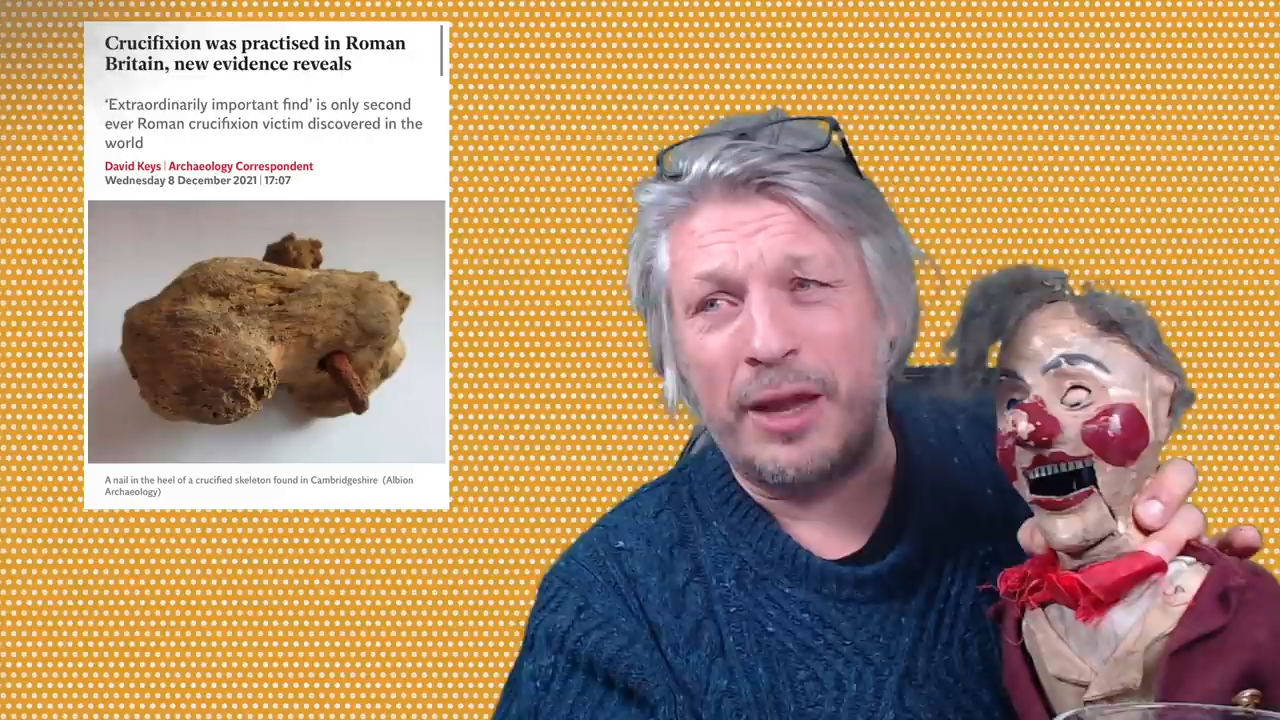 Crucifixion was practised in Roman
Britain, new evidence reveals
‘Extraordinarily important find’ is only second
ever Roman crucifixion victim discovered in the
world
David Keys | Archaeology Correspondent
Wednesday 8 December 2021 | 17:07
A nail in the heel of a crucified skeleton found in Cambridgeshire (Albion
Archaeology)